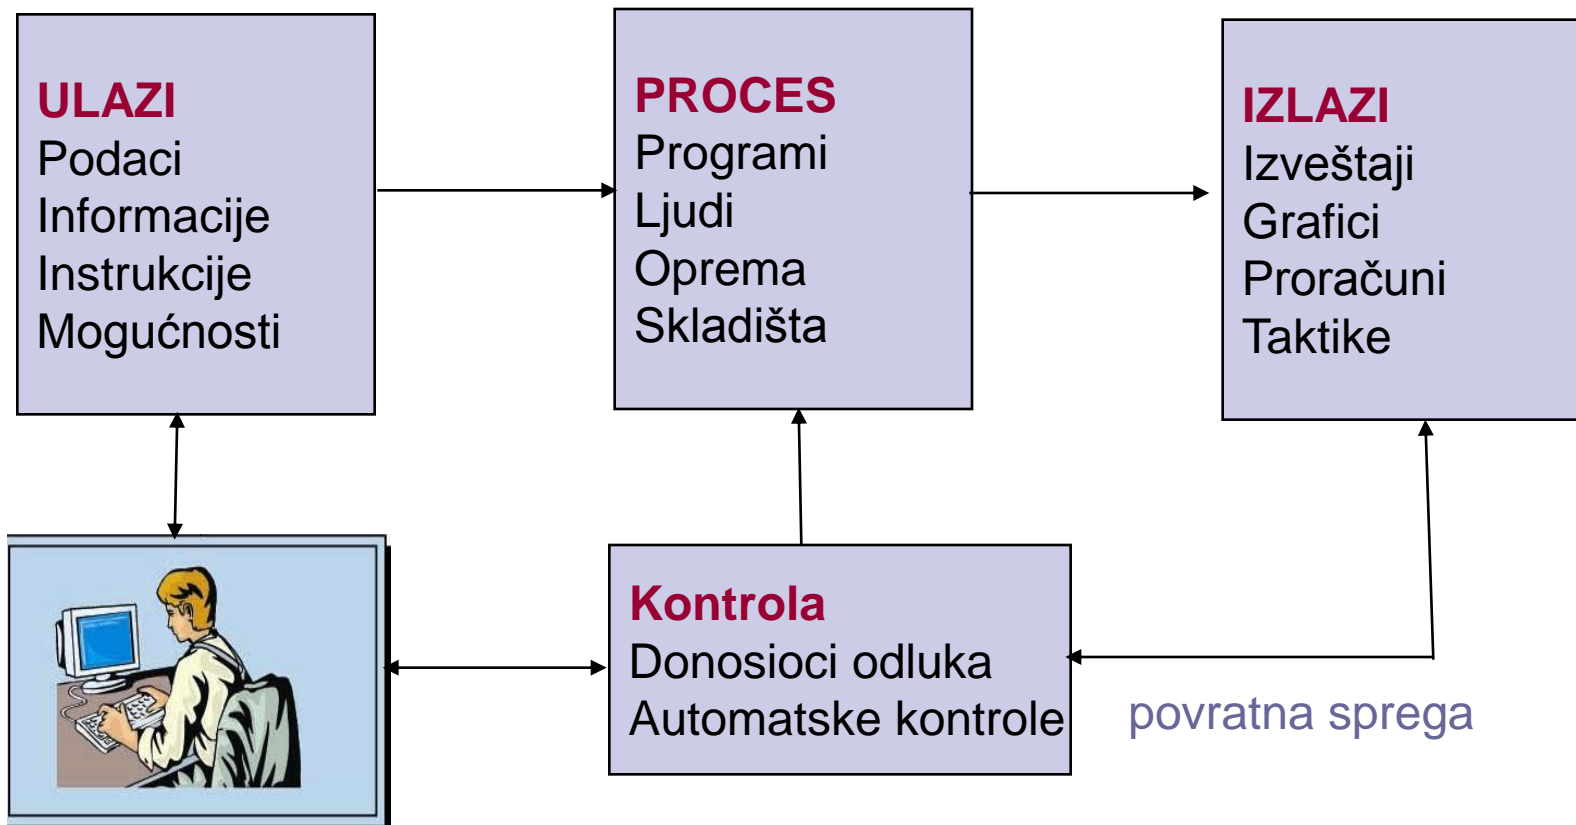 ULAZI
Podaci
Informacije
Instrukcije
Mogućnosti
PROCES
Programi
Ljudi
Oprema
Skladišta
IZLAZI
Izveštaji
Grafici
Proračuni
Taktike
Kontrola
Donosioci odluka
Automatske kontrole
povratna sprega